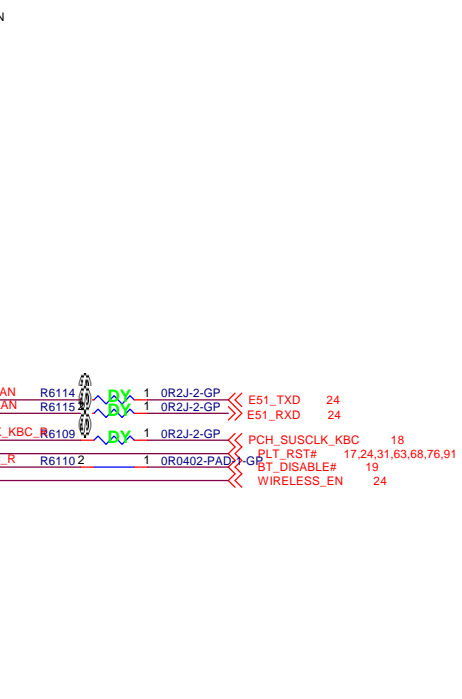 N
AN R6114 DY 1 0R2J-2-GP E51_TXD 24
AN R6115 DY 1 0R2J-2-GP E51_RXD 24
_KBC_R R6109 DY 1 0R2J-2-GP PCH_SUSCLK_KBC 18
PLT_RST# 17,24,31,63,68,76,91
_R R6110 2 1 0R0402-PAD-1-GP BT_DISABLE# 19
WIRELESS_EN 24